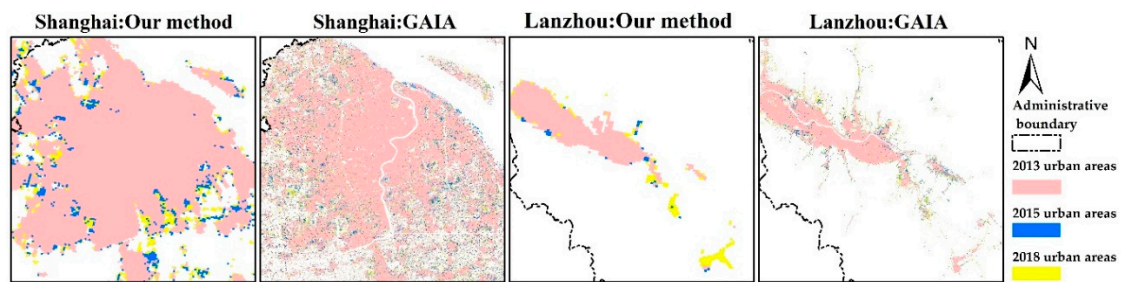 Shanghai:Our method
Shanghai:GAIA
Lanzhou:Our method
Lanzhou:GAIA
N
Administrative
boundary
2013 urban areas
2015 urban areas
2018 urban areas